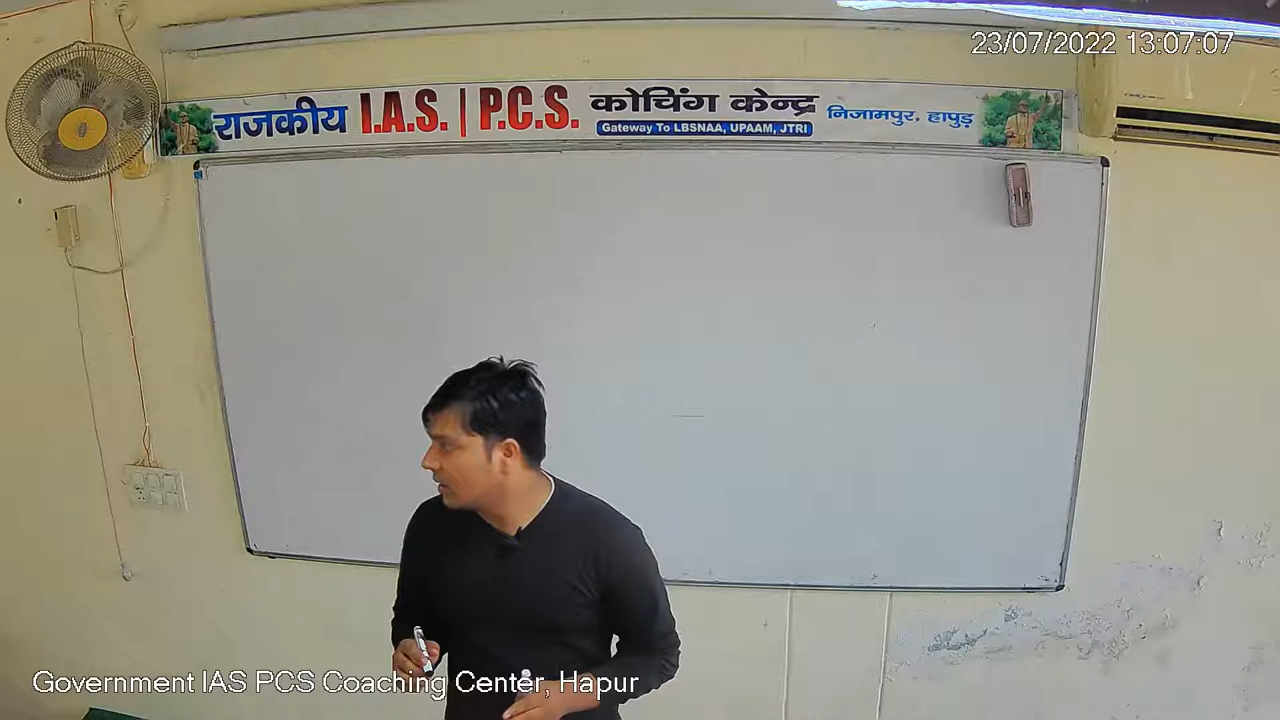 23/07/2022 13:07:07
राजकीय I.A.S. | P.C.S. कोचिंग केन्द्र निजामपुर, हापुड़
Gateway To LBSNAA, UPAAM, JTRI
Government IAS PCS Coaching Center, Hapur